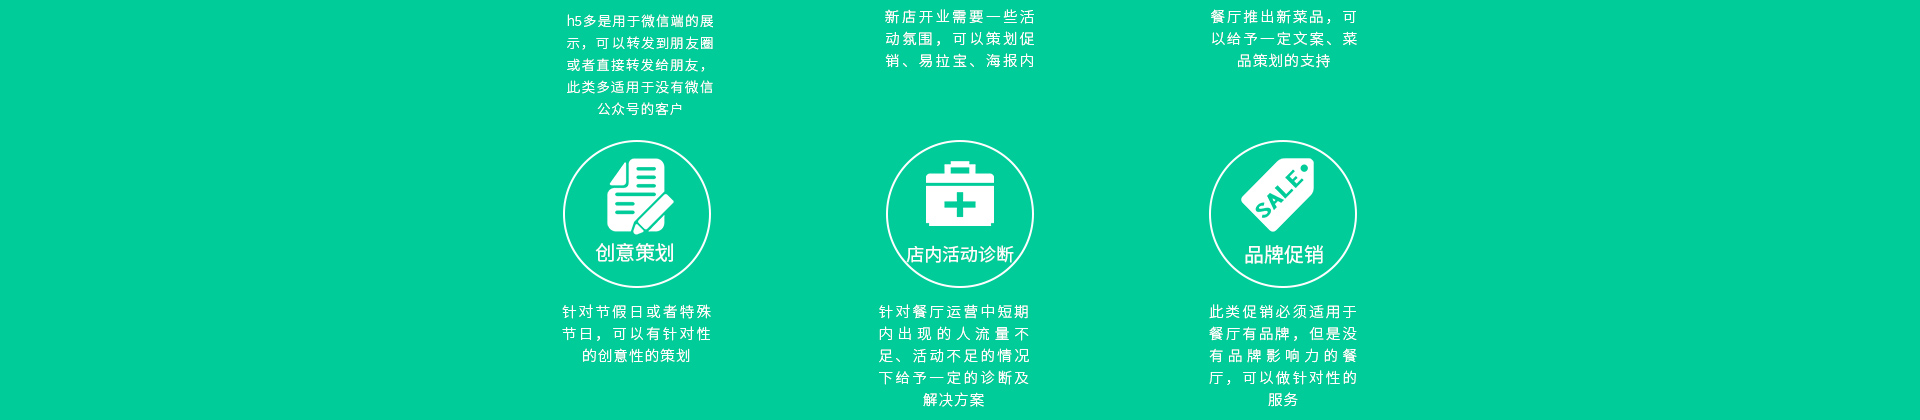 h5多是用于微信端的展
示，可以转发到朋友圈
或者直接转发给朋友，
此类多适用于没有微信
公众号的客户
新店开业需要一些活
动氛围，可以策划促
销、易拉宝、海报内
餐厅推出新菜品，可
以给予一定文案、菜
品策划的支持
创意策划
针对节假日或者特殊
节日，可以有针对性
的创意性的策划
店内活动诊断
针对餐厅运营中短期
内出现的人流量不
足、活动不足的情况
下给予一定的诊断及
解决方案
SALE
品牌促销
此类促销必须适用于
餐厅有品牌，但是没
有品牌影响力的餐
厅，可以做针对性的
服务